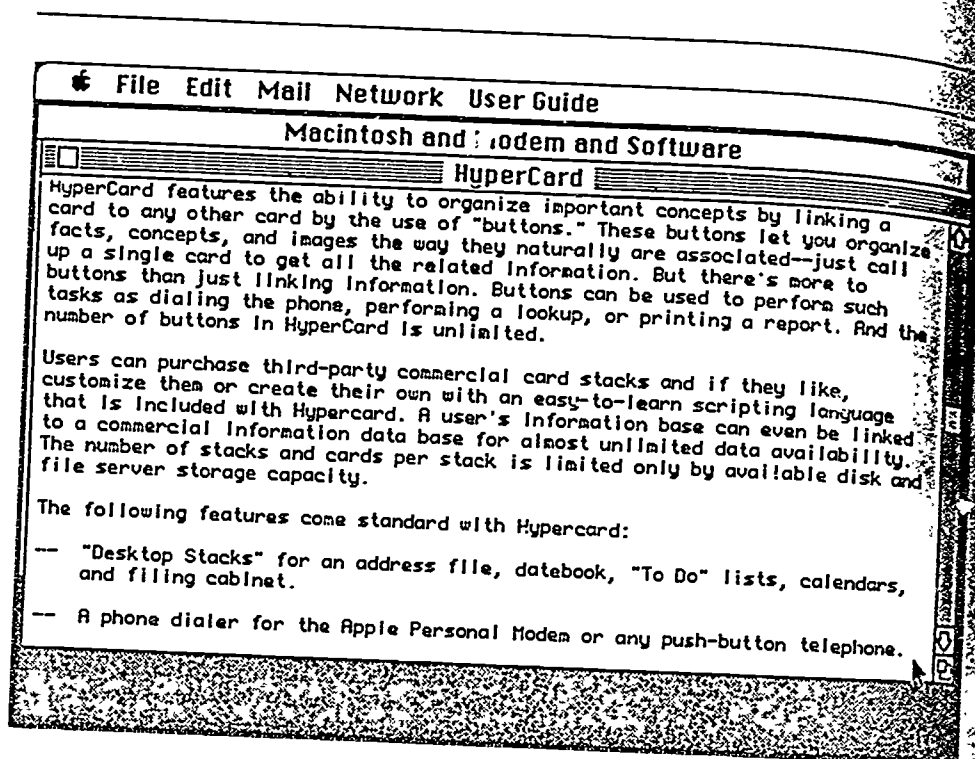 File Edit Mail Network User Guide
Macintosh and odem and Software
HyperCard
HyperCard features the ability to organize important concepts by linking a
card to any other card by the use of "buttons." These buttons let you organize
facts, concepts, and images the way they naturally are associated--just call
up a single card to get all the related information. But there's more to
buttons than just linking information. Buttons can be used to perform such
tasks as dialing the phone, performing a lookup, or printing a report. And the
number of buttons in HyperCard is unlimited.
Users can purchase third-party commercial card stacks and if they like,
customize them or create their own with an easy-to-learn scripting language
that is included with Hypercard. A user's information base can even be linked
to a commercial information data base for almost unlimited data availability.
The number of stacks and cards per stack is limited only by available disk and
file server storage capacity.
The following features come standard with Hypercard:
-- "Desktop Stacks" for an address file, datebook, "To Do" lists, calendars,
and filing cabinet.
-- A phone dialer for the Apple Personal Modem or any push-button telephone.